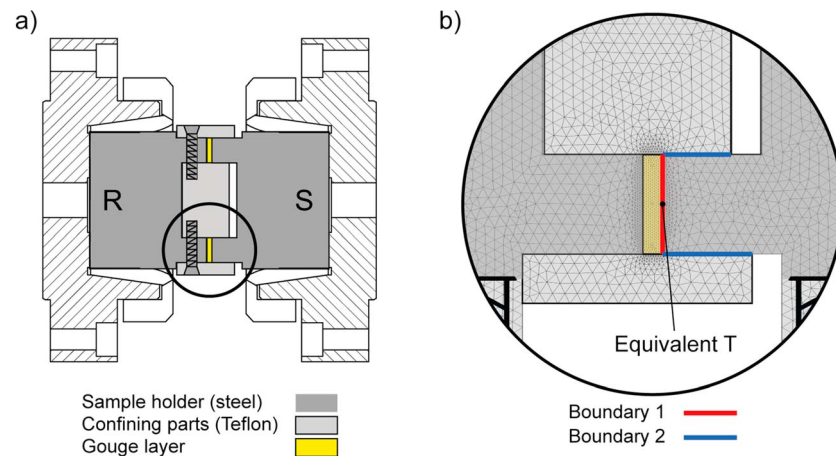 a)
R
S
Sample holder (steel)
Confining parts (Teflon)
Gouge layer
b)
Equivalent T
Boundary 1
Boundary 2